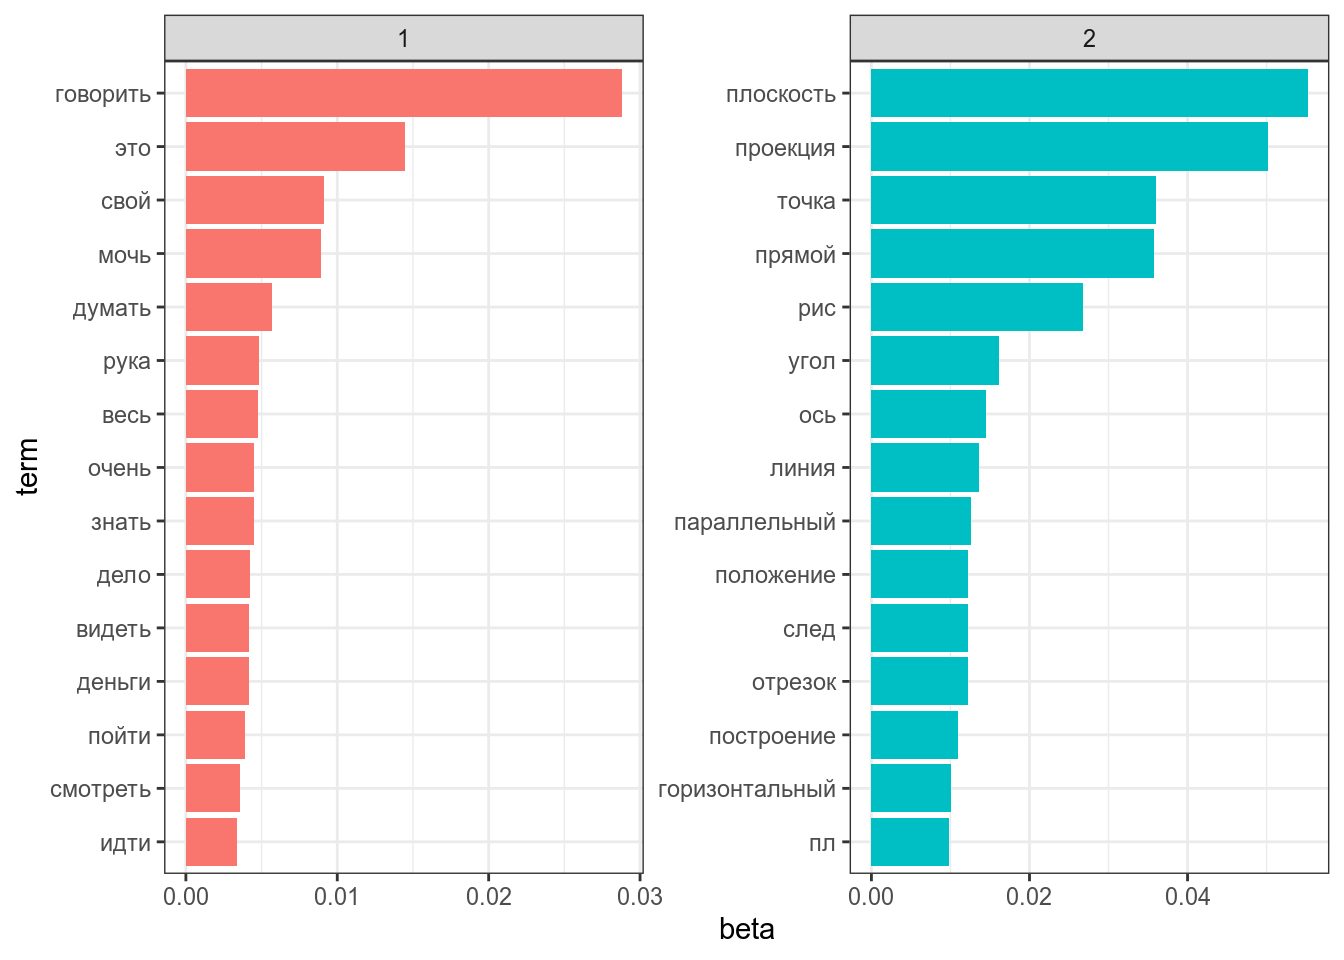 1
говорить
это
свой
мочь
думать
рука
весь
очень
знать
дело
видеть
деньги
пойти
смотреть
идти
0.00 0.01 0.02 0.03
2
плоскость
проекция
точка
прямой
рис
угол
ось
линия
параллельный
положение
след
отрезок
построение
горизонтальный
пл
0.00 0.02 0.04
term
beta